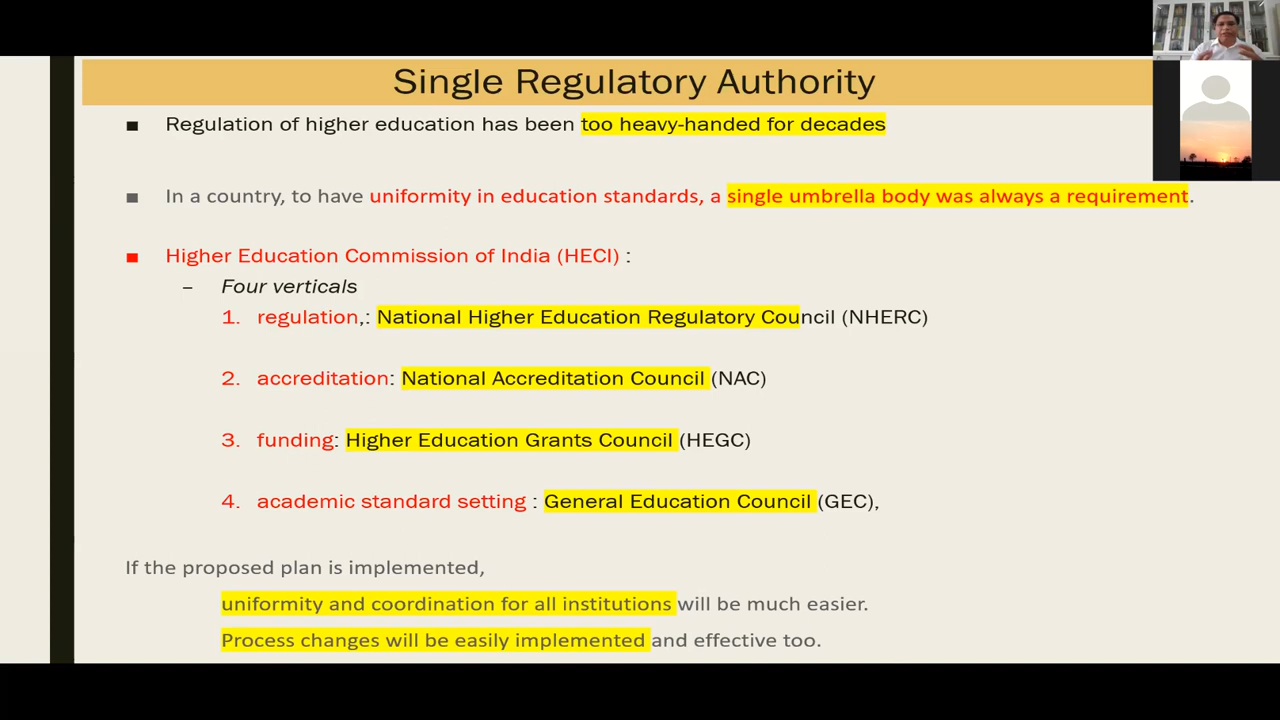 Single Regulatory Authority
■ Regulation of higher education has been too heavy-handed for decades
■ In a country, to have uniformity in education standards, a single umbrella body was always a requirement.
■ Higher Education Commission of India (HECI) :
– Four verticals
1. regulation,: National Higher Education Regulatory Council (NHERC)
2. accreditation: National Accreditation Council (NAC)
3. funding: Higher Education Grants Council (HEGC)
4. academic standard setting : General Education Council (GEC),
If the proposed plan is implemented,
uniformity and coordination for all institutions will be much easier.
Process changes will be easily implemented and effective too.